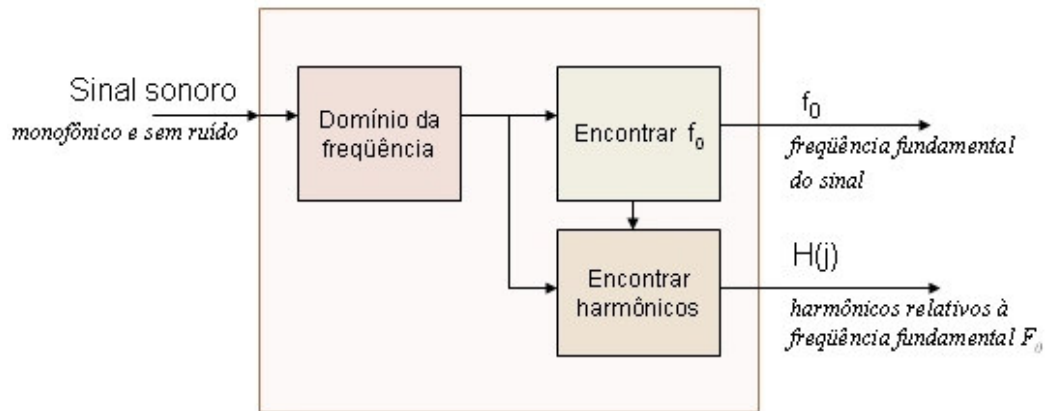 Sinal sonoro
monofônico e sem ruído
Domínio da
freqüência
Encontrar f₀
f₀
freqüência fundamental
do sinal
Encontrar
harmônicos
H(j)
harmônicos relativos à
freqüência fundamental F₀